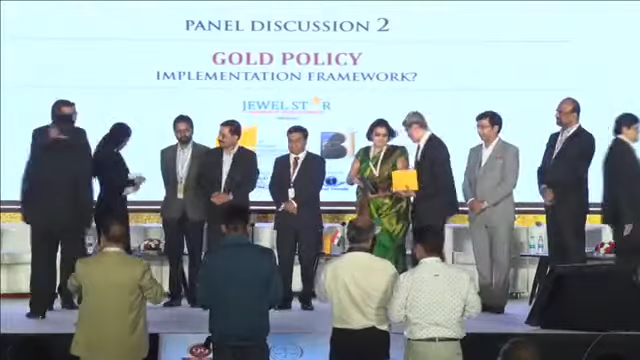 PANEL DISCUSSION 2
GOLD POLICY
IMPLEMENTATION FRAMEWORK?
JEWEL STAR